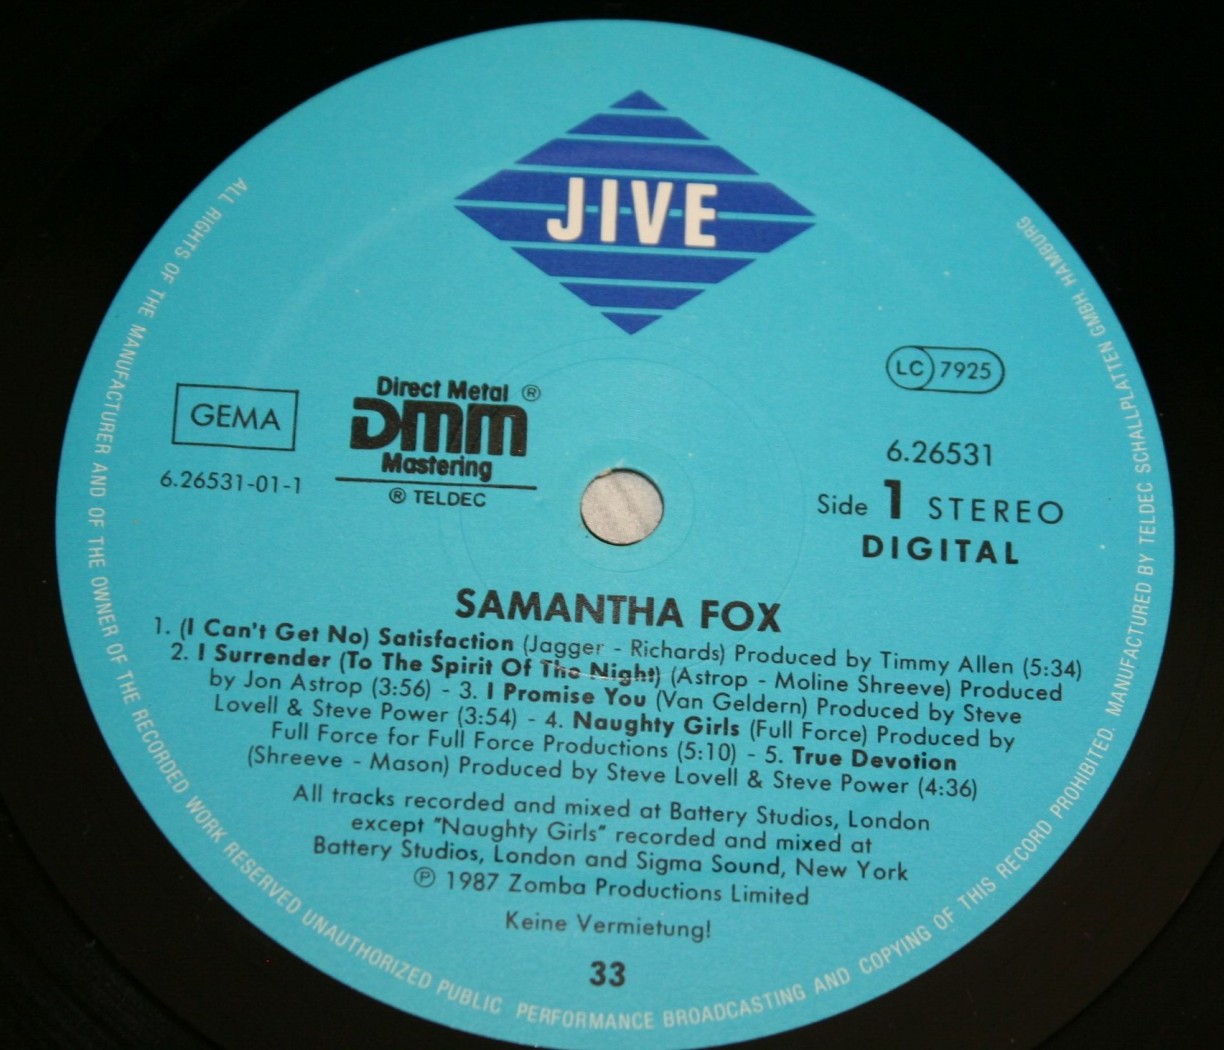 JIVE
LC 7925
Direct Metal ®
DMM
Mastering
® TELDEC
GEMA
6.26531-01-1
6.26531
Side 1 STEREO
DIGITAL
SAMANTHA FOX
1. (I Can't Get No) Satisfaction (Jagger - Richards) Produced by Timmy Allen (5:34)
2. I Surrender (To The Spirit Of The Night) (Astrop - Moline Shreeve) Produced
by Jon Astrop (3:56) - 3. I Promise You (Van Geldern) Produced by Steve
Lovell & Steve Power (3:54) - 4. Naughty Girls (Full Force) Produced by
Full Force for Full Force Productions (5:10) - 5. True Devotion
(Shreeve - Mason) Produced by Steve Lovell & Steve Power (4:36)
All tracks recorded and mixed at Battery Studios, London
except "Naughty Girls" recorded and mixed at
Battery Studios, London and Sigma Sound, New York
℗ 1987 Zomba Productions Limited
Keine Vermietung!
33
ALL RIGHTS OF THE MANUFACTURER AND OF THE OWNER OF THE RECORDED WORK RESERVED UNAUTHORIZED PUBLIC PERFORMANCE BROADCASTING AND COPYING OF THIS RECORD PROHIBITED. MANUFACTURED BY TELDEC SCHALLPLATTEN GMBH, HAMBURG